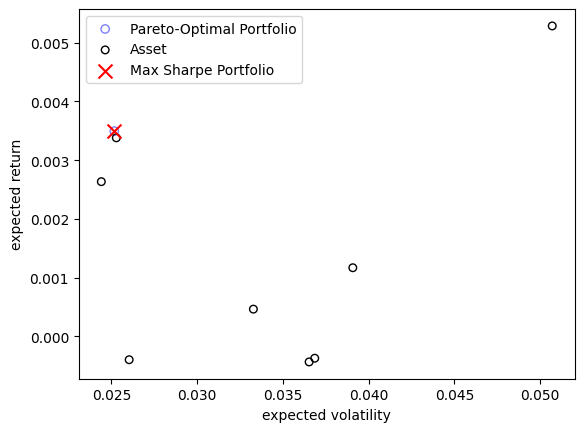 Pareto-Optimal Portfolio
Asset
Max Sharpe Portfolio
0.005
0.004
0.003
0.002
0.001
0.000
expected return
0.025
0.030
0.035
0.040
0.045
0.050
expected volatility